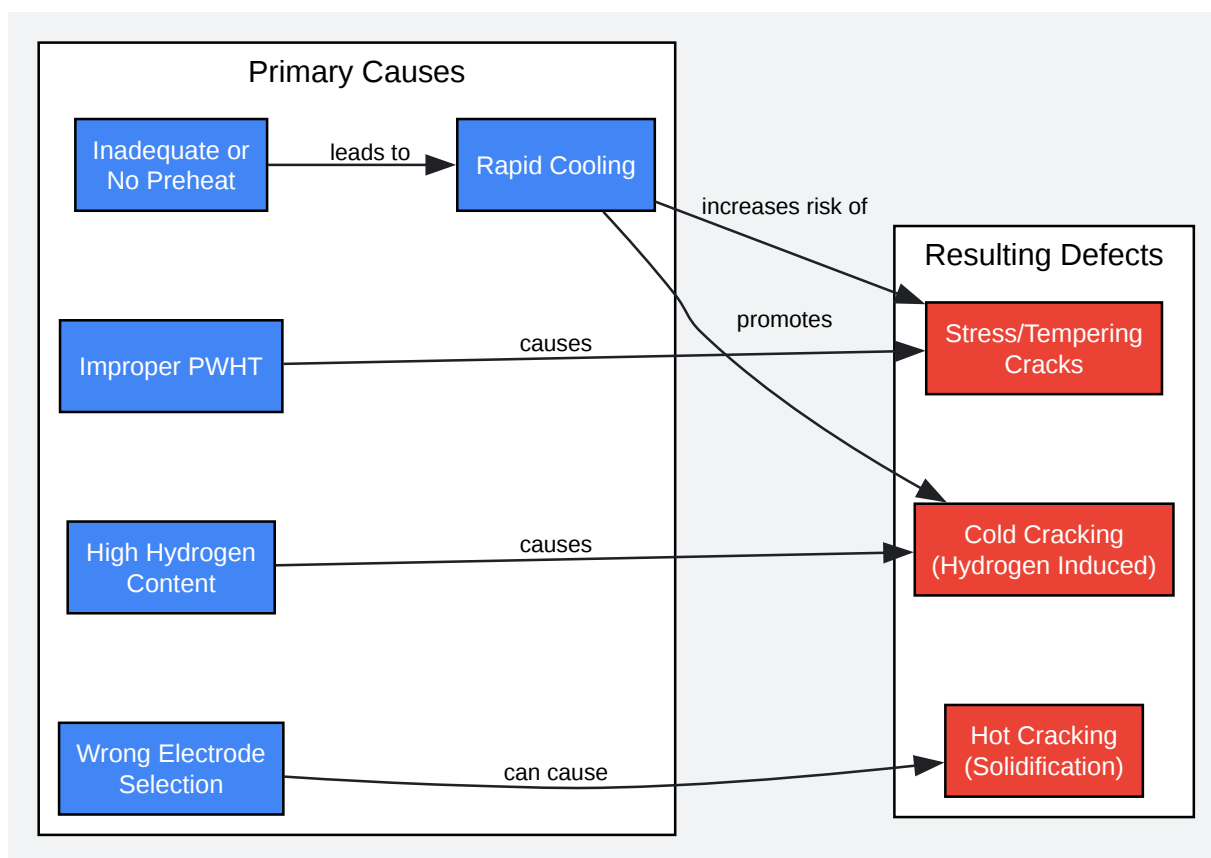 Primary Causes
Inadequate or
No Preheat
leads to
Rapid Cooling
increases risk of
Resulting Defects
Stress/Tempering
Cracks
promotes
Improper PWHT
causes
High Hydrogen
Content
causes
Cold Cracking
(Hydrogen Induced)
Wrong Electrode
Selection
can cause
Hot Cracking
(Solidification)